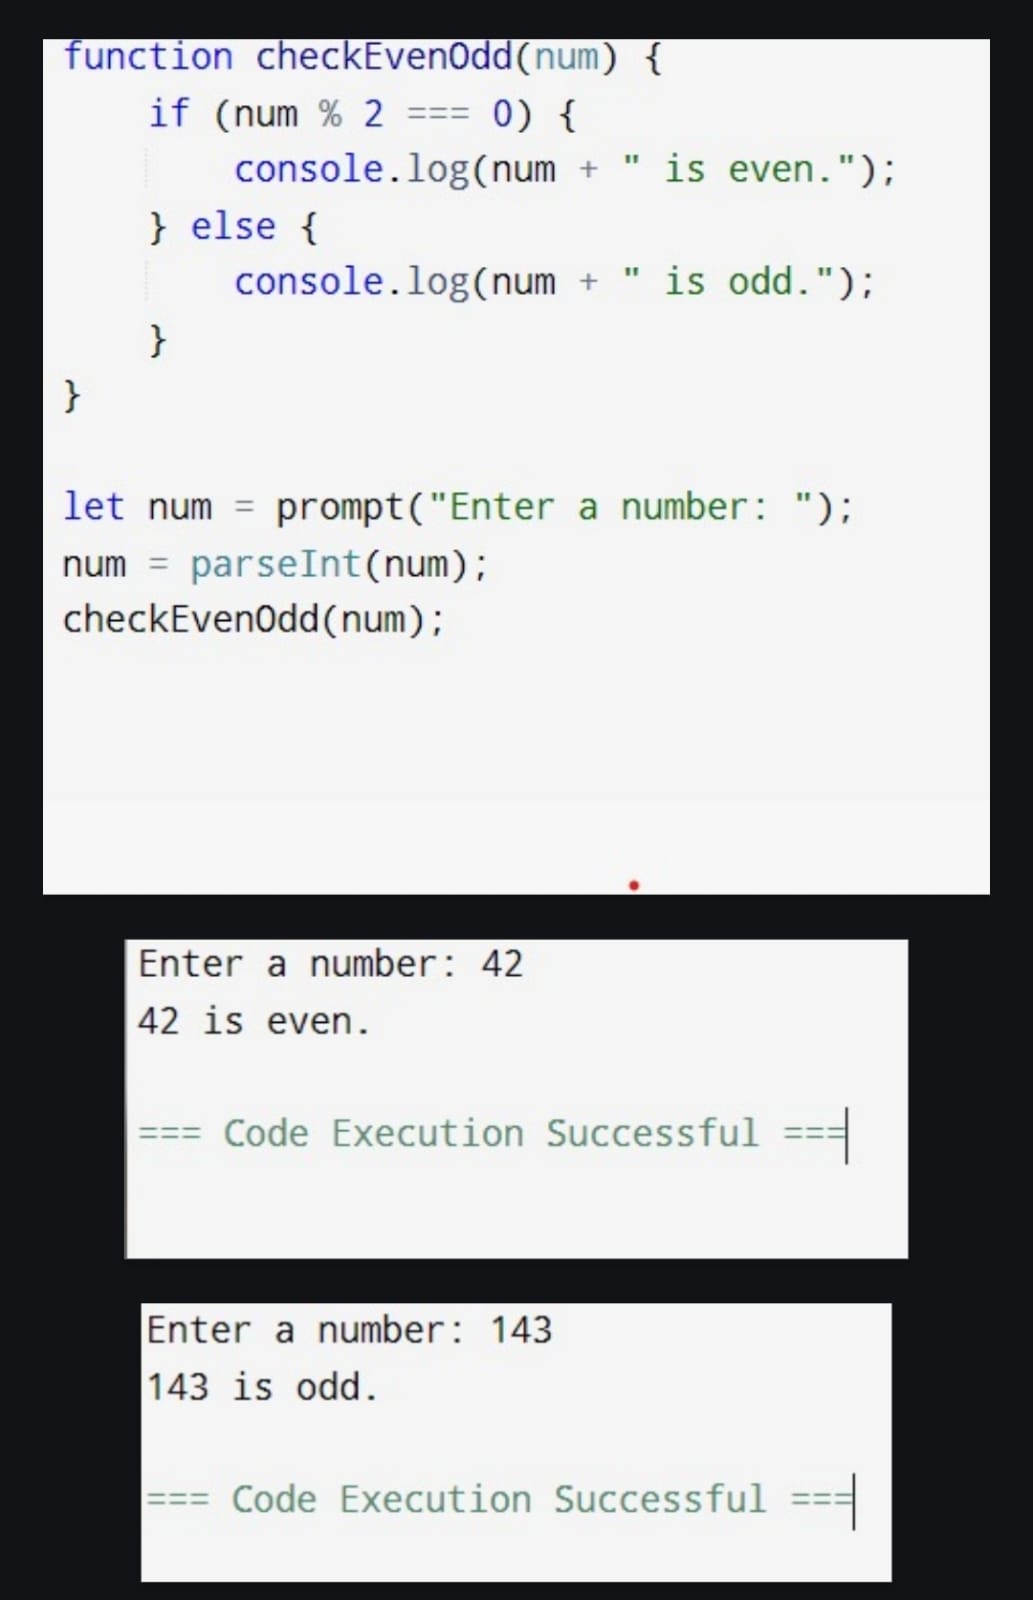 function checkEvenOdd(num) {
    if (num % 2 === 0) {
        console.log(num + " is even.");
    } else {
        console.log(num + " is odd.");
    }
}
let num = prompt("Enter a number: ");
num = parseInt(num);
checkEvenOdd(num);
Enter a number: 42
42 is even.
=== Code Execution Successful ===
Enter a number: 143
143 is odd.
=== Code Execution Successful ===